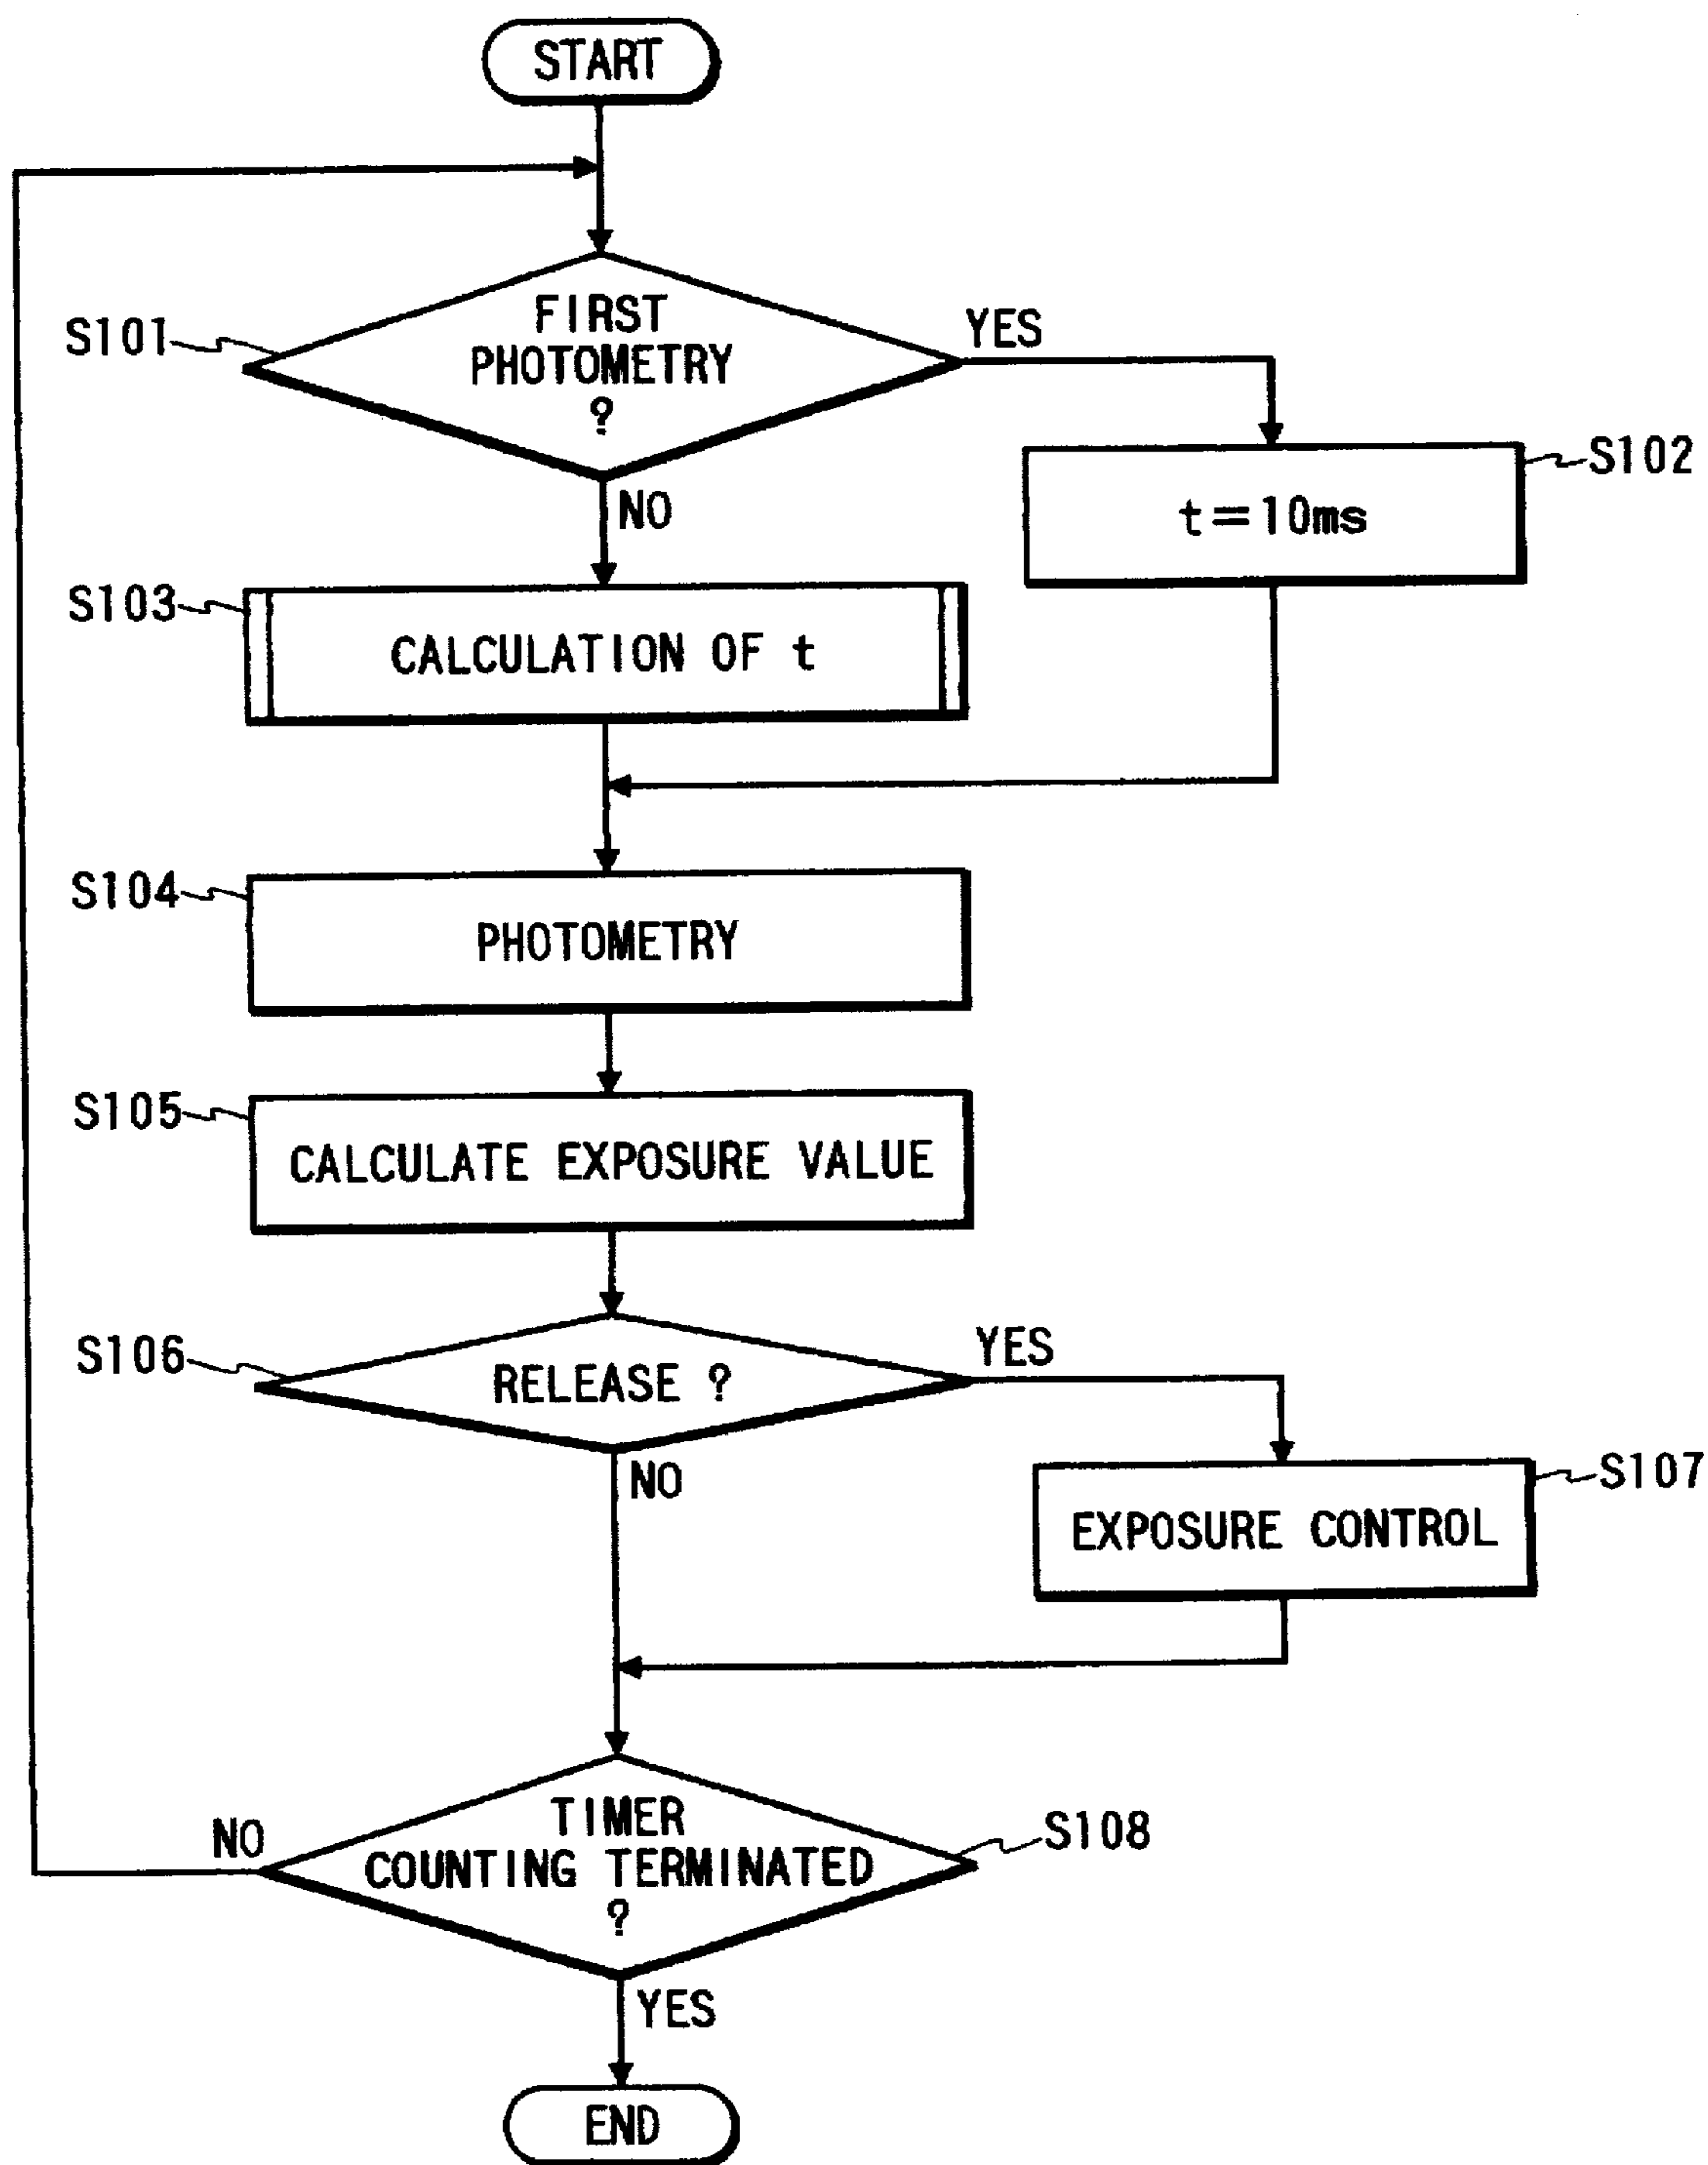 START
S101
FIRST
PHOTOMETRY
?
YES
NO
S102
t=10ms
S103
CALCULATION OF t
S104
PHOTOMETRY
S105
CALCULATE EXPOSURE VALUE
S106
RELEASE ?
YES
NO
S107
EXPOSURE CONTROL
S108
TIMER
COUNTING TERMINATED
?
NO
YES
END